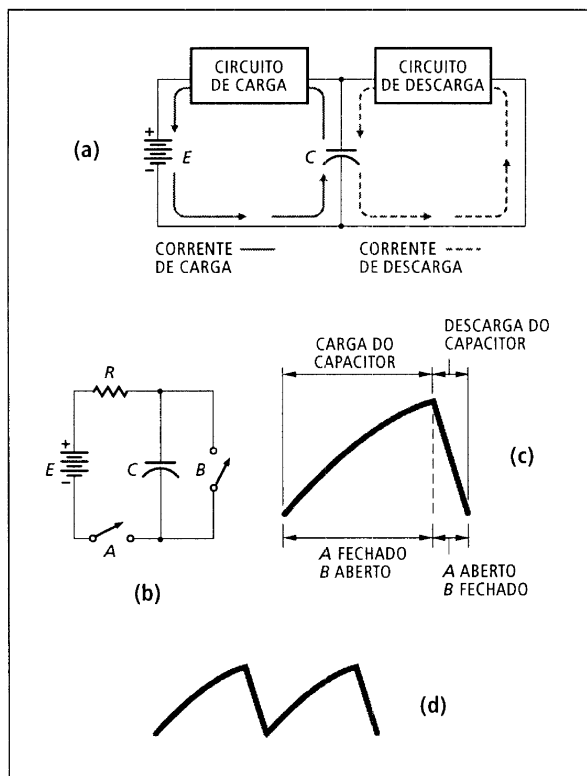 CIRCUITO
DE CARGA
CIRCUITO
DE DESCARGA
(a)
+
-
E
C
CORRENTE
DE CARGA
CORRENTE
DE DESCARGA
R
+
-
E
C
B
A
(b)
CARGA DO
CAPACITOR
DESCARGA DO
CAPACITOR
(c)
A FECHADO
B ABERTO
A ABERTO
B FECHADO
(d)